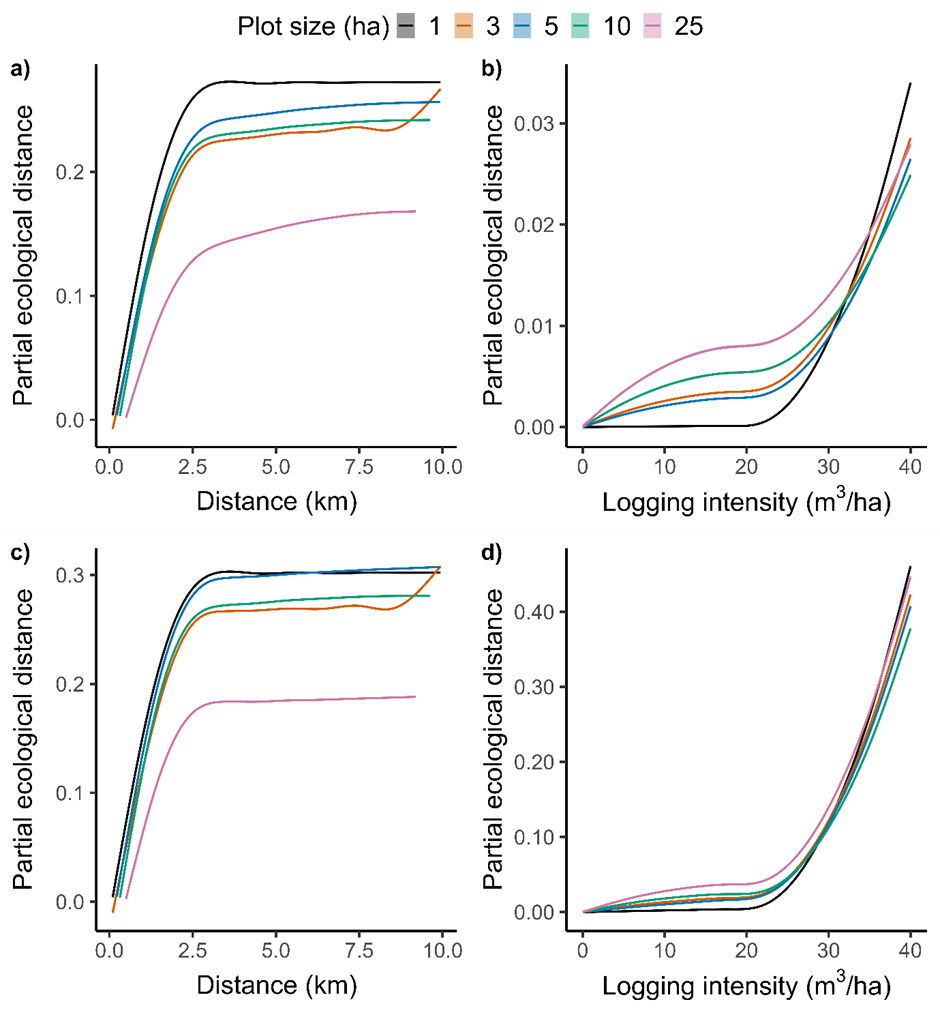 Plot size (ha) 1 3 5 10 25
a) b)
Partial ecological distance
0.2
0.1
0.0
0.0 2.5 5.0 7.5 10.0
Distance (km)
Partial ecological distance
0.03
0.02
0.01
0.00
0 10 20 30 40
Logging intensity (m³/ha)
c) d)
Partial ecological distance
0.3
0.2
0.1
0.0
0.0 2.5 5.0 7.5 10.0
Distance (km)
Partial ecological distance
0.40
0.30
0.20
0.10
0.00
0 10 20 30 40
Logging intensity (m³/ha)